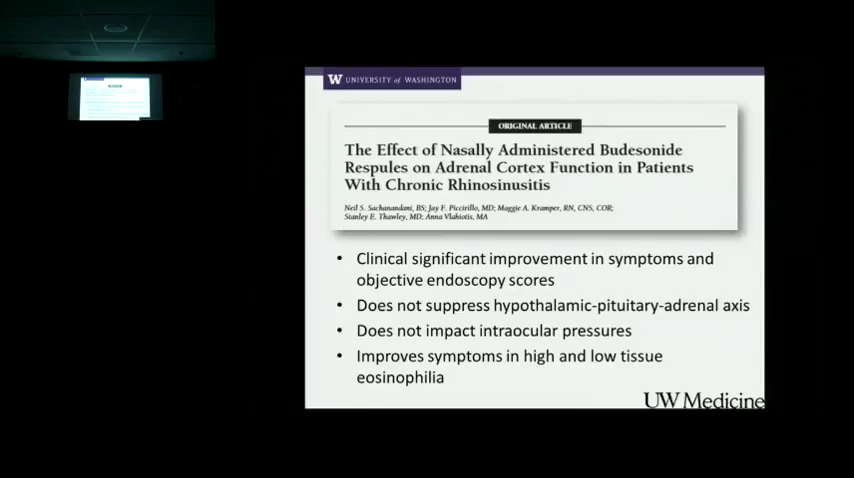 W UNIVERSITY of WASHINGTON
ORIGINAL ARTICLE
The Effect of Nasally Administered Budesonide
Respules on Adrenal Cortex Function in Patients
With Chronic Rhinosinusitis
Neil S. Sachanandani, BS; Jay F. Piccirillo, MD; Maggie A. Kramper, RN, CNS, COR;
Stanley E. Thawley, MD; Anna Vlahiotis, MA
• Clinical significant improvement in symptoms and
objective endoscopy scores
• Does not suppress hypothalamic-pituitary-adrenal axis
• Does not impact intraocular pressures
• Improves symptoms in high and low tissue
eosinophilia
UW Medicine